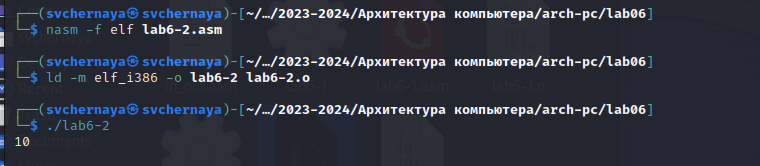 ┌──(svchernaya㉿svchernaya)-[~/…/2023-2024/Архитектура компьютера/arch-pc/lab06]
└─$ nasm -f elf lab6-2.asm
┌──(svchernaya㉿svchernaya)-[~/…/2023-2024/Архитектура компьютера/arch-pc/lab06]
└─$ ld -m elf_i386 -o lab6-2 lab6-2.o
┌──(svchernaya㉿svchernaya)-[~/…/2023-2024/Архитектура компьютера/arch-pc/lab06]
└─$ ./lab6-2
10